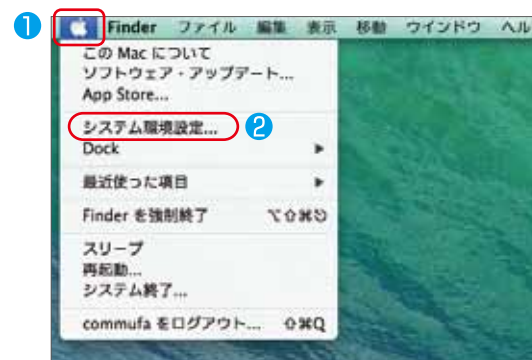 1 Finder ファイル 編集 表示 移動 ウインドウ ヘル
この Mac について
ソフトウェア・アップデート...
App Store...
システム環境設定... 2
Dock ▶
最近使った項目 ▶
Finder を強制終了 ⌥⇧⌘⎋
スリープ
再起動...
システム終了...
commufa をログアウト... ⇧⌘Q